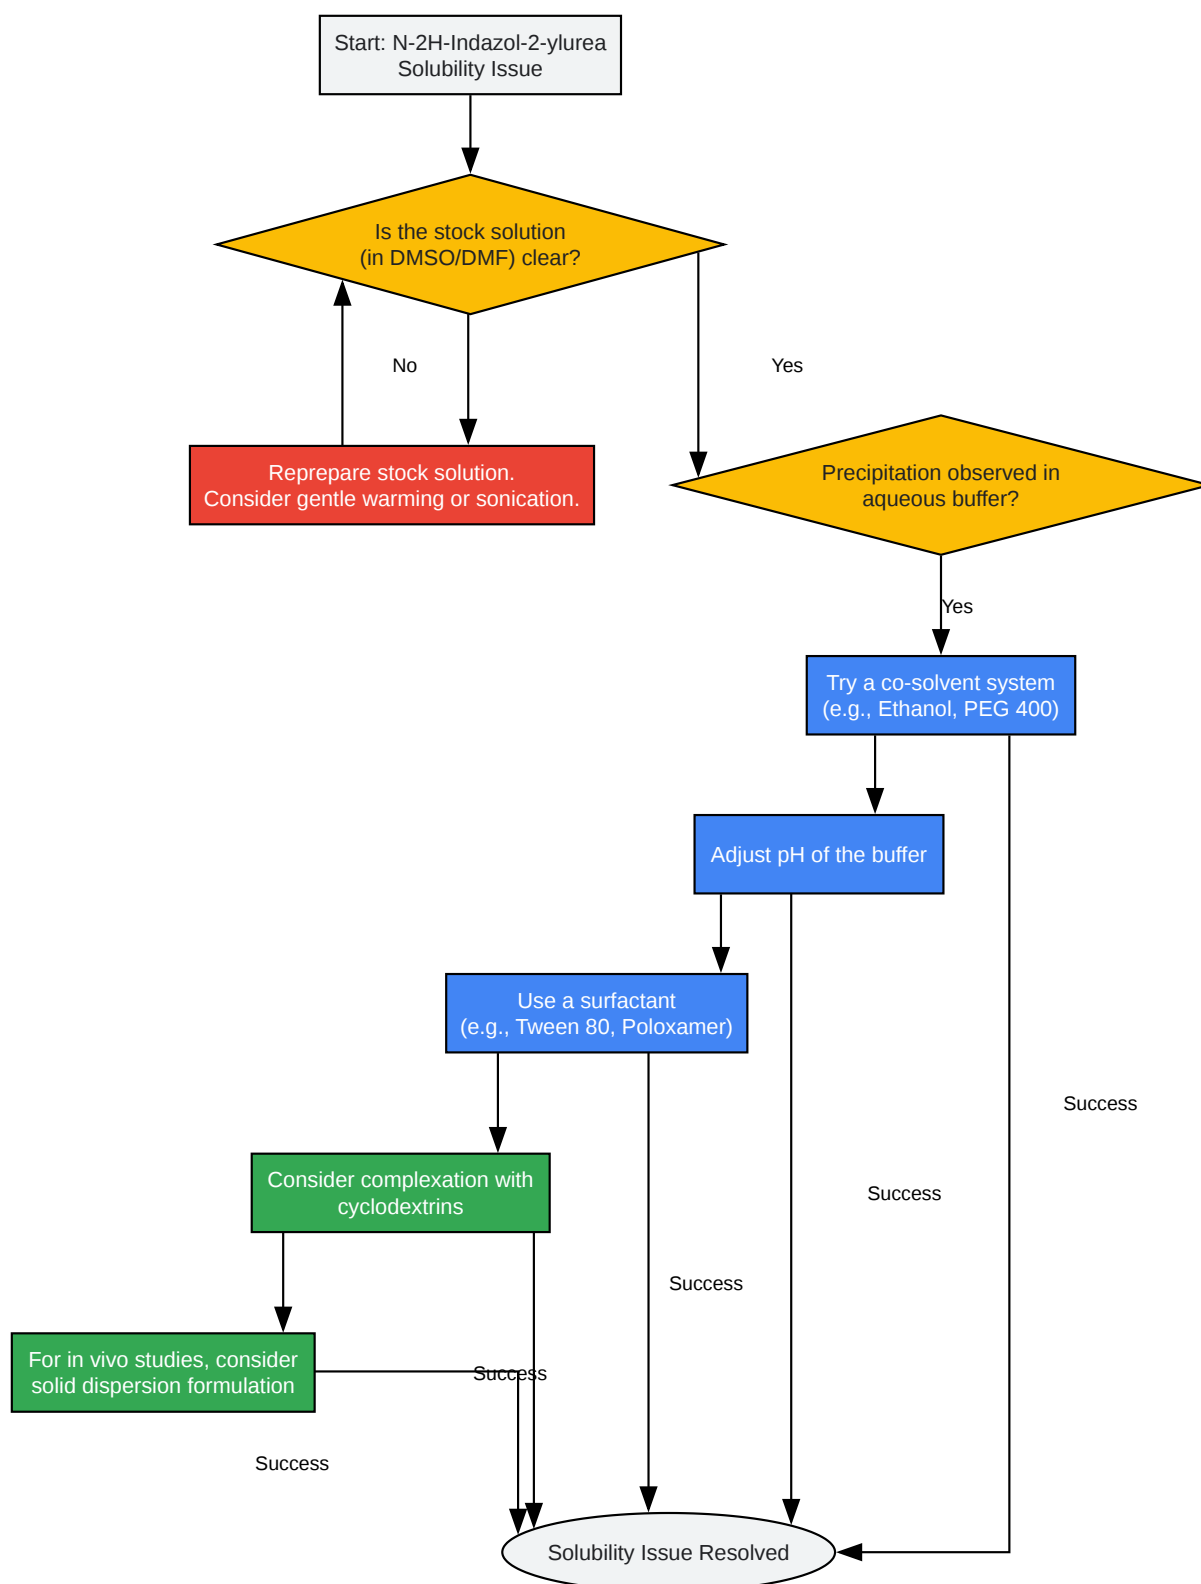 Start: N-2H-Indazol-2-ylurea
Solubility Issue
Is the stock solution
(in DMSO/DMF) clear?
No
Yes
Reprepare stock solution.
Consider gentle warming or sonication.
Precipitation observed in
aqueous buffer?
Yes
Try a co-solvent system
(e.g., Ethanol, PEG 400)
Adjust pH of the buffer
Use a surfactant
(e.g., Tween 80, Poloxamer)
Success
Consider complexation with
cyclodextrins
Success
Success
For in vivo studies, consider
solid dispersion formulation
Success
Success
Solubility Issue Resolved